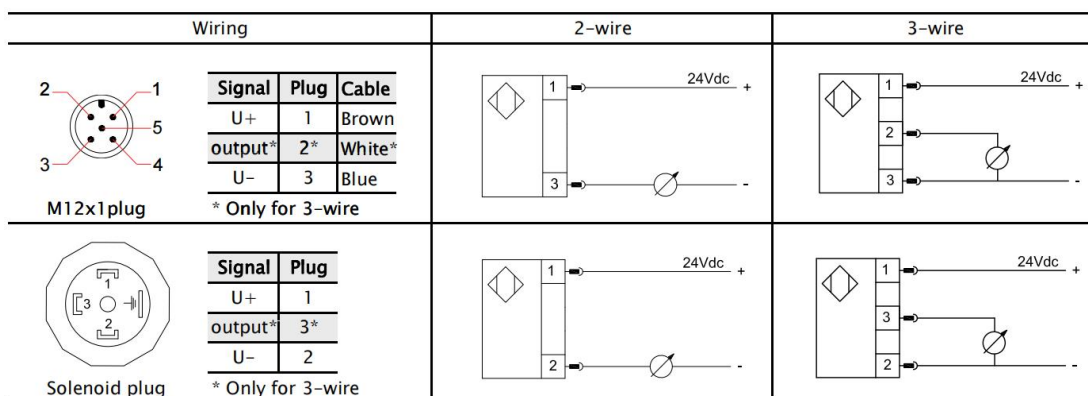 Wiring
2-wire
3-wire
2
1
5
3
4
M12x1plug
Signal Plug Cable
U+ 1 Brown
output* 2* White*
U- 3 Blue
* Only for 3-wire
1
24Vdc +
3
-
1
24Vdc +
2
3
-
1
3
2
Solenoid plug
Signal Plug
U+ 1
output* 3*
U- 2
* Only for 3-wire
1
24Vdc +
2
-
1
24Vdc +
3
2
-